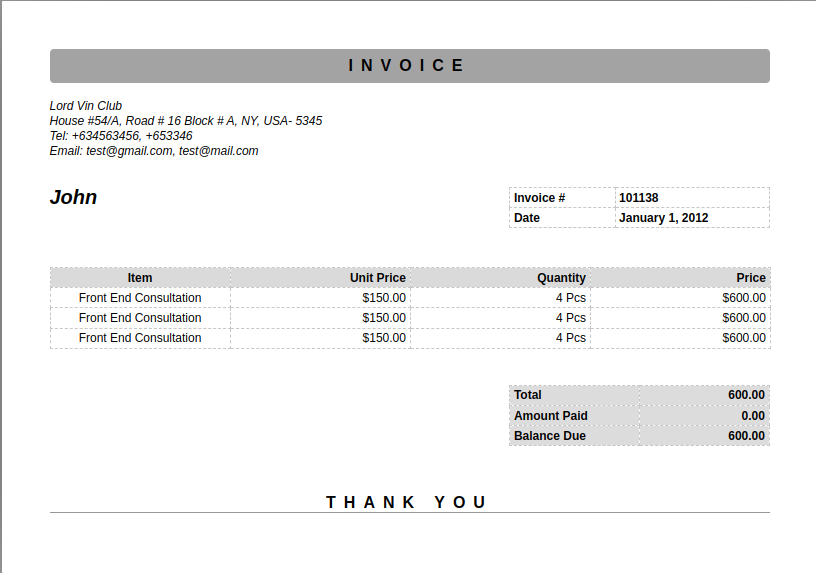 INVOICE
Lord Vin Club
House #54/A, Road # 16 Block # A, NY, USA- 5345
Tel: +634563456, +653346
Email: test@gmail.com, test@mail.com
John
Invoice # 101138
Date January 1, 2012
Item Unit Price Quantity Price
Front End Consultation $150.00 4 Pcs $600.00
Front End Consultation $150.00 4 Pcs $600.00
Front End Consultation $150.00 4 Pcs $600.00
Total 600.00
Amount Paid 0.00
Balance Due 600.00
THANK YOU